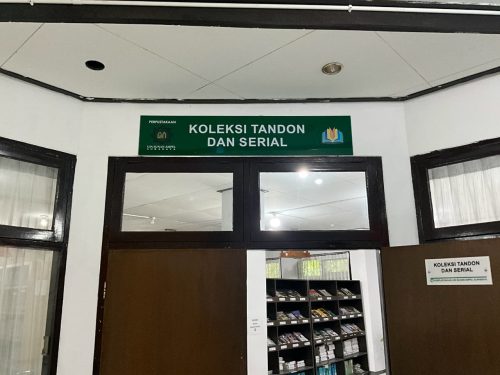 PERPUSTAKAAN
KOLEKSI TANDON
DAN SERIAL
KOLEKSI TANDON
DAN SERIAL